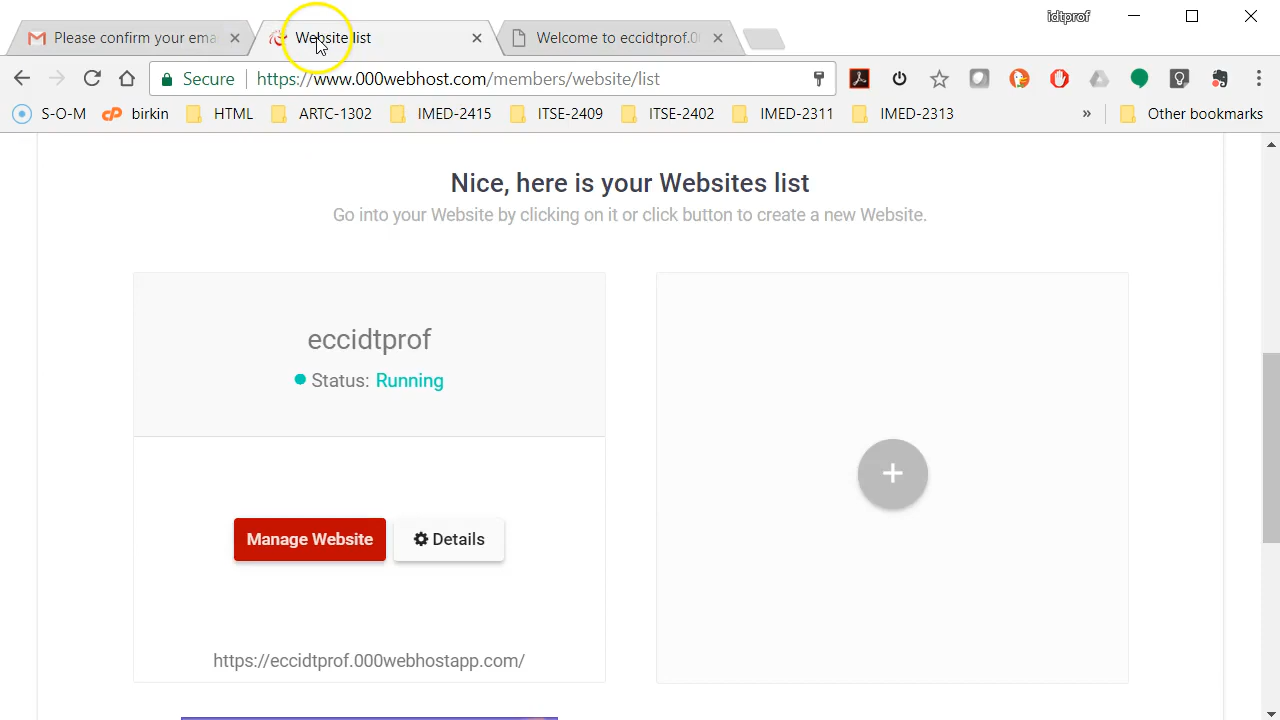 idtprof
Please confirm your ema
Website list
Welcome to eccidtprof.0
Secure
https://www.000webhost.com/members/website/list
S-O-M
birkin
HTML
ARTC-1302
IMED-2415
ITSE-2409
ITSE-2402
IMED-2311
IMED-2313
»
Other bookmarks
Nice, here is your Websites list
Go into your Website by clicking on it or click button to create a new Website.
eccidtprof
Status: Running
+
Manage Website
Details
https://eccidtprof.000webhostapp.com/